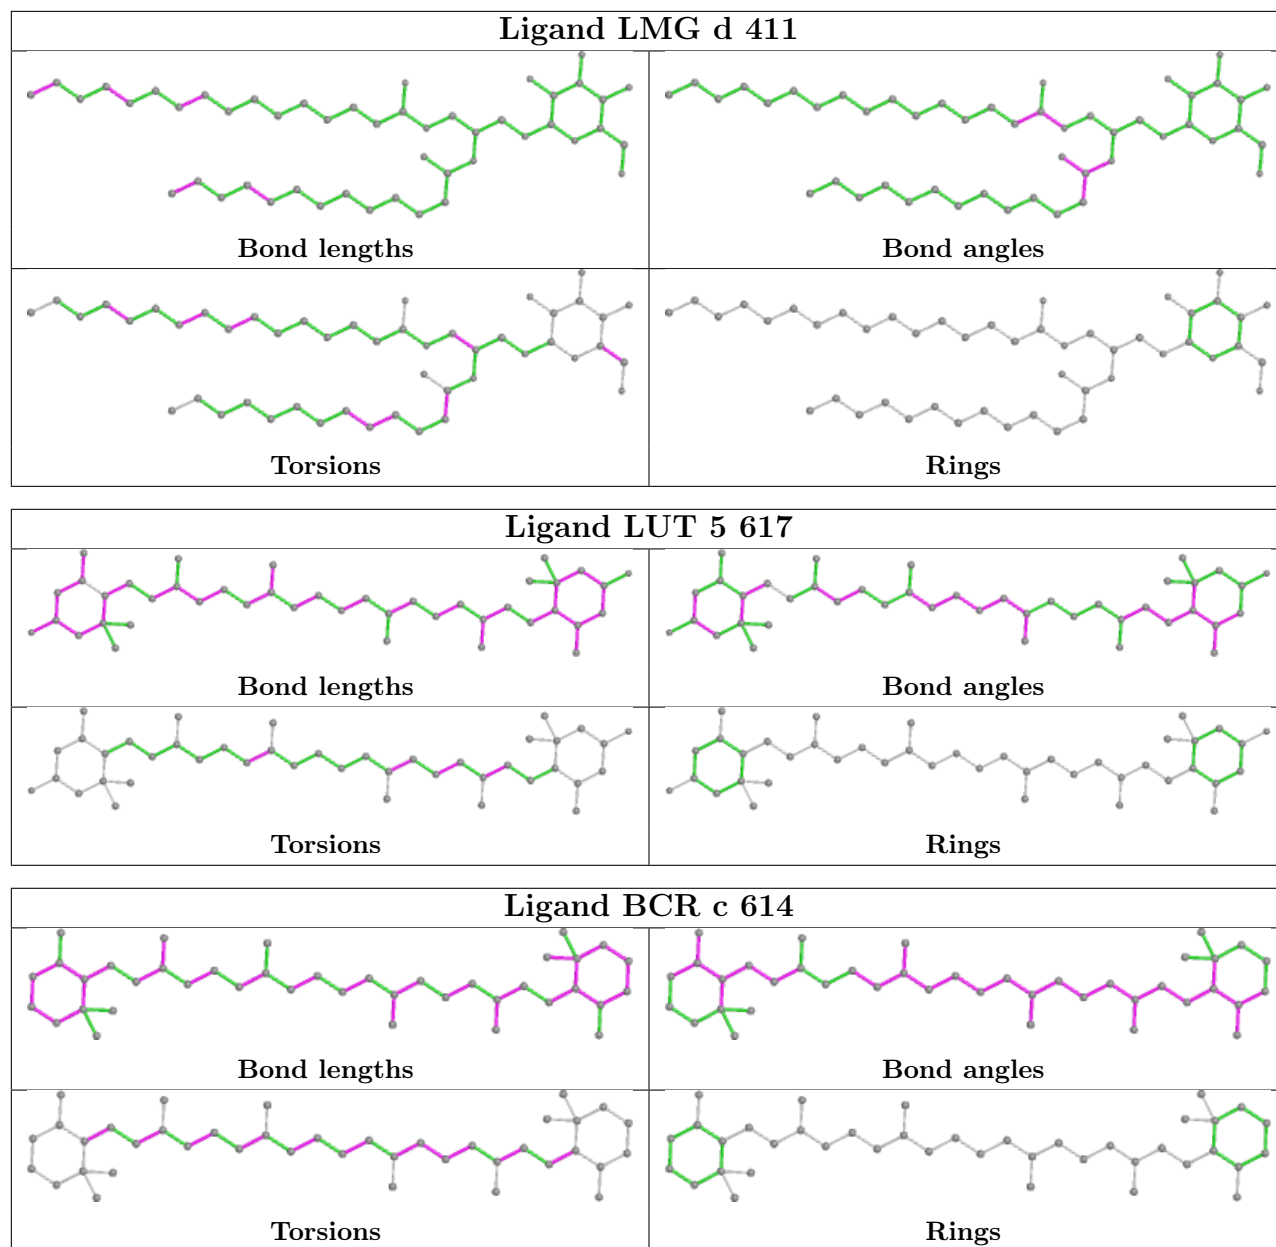 Ligand LMG d 411
Bond lengths
Bond angles
Torsions
Rings
Ligand LUT 5 617
Bond lengths
Bond angles
Torsions
Rings
Ligand BCR c 614
Bond lengths
Bond angles
Torsions
Rings